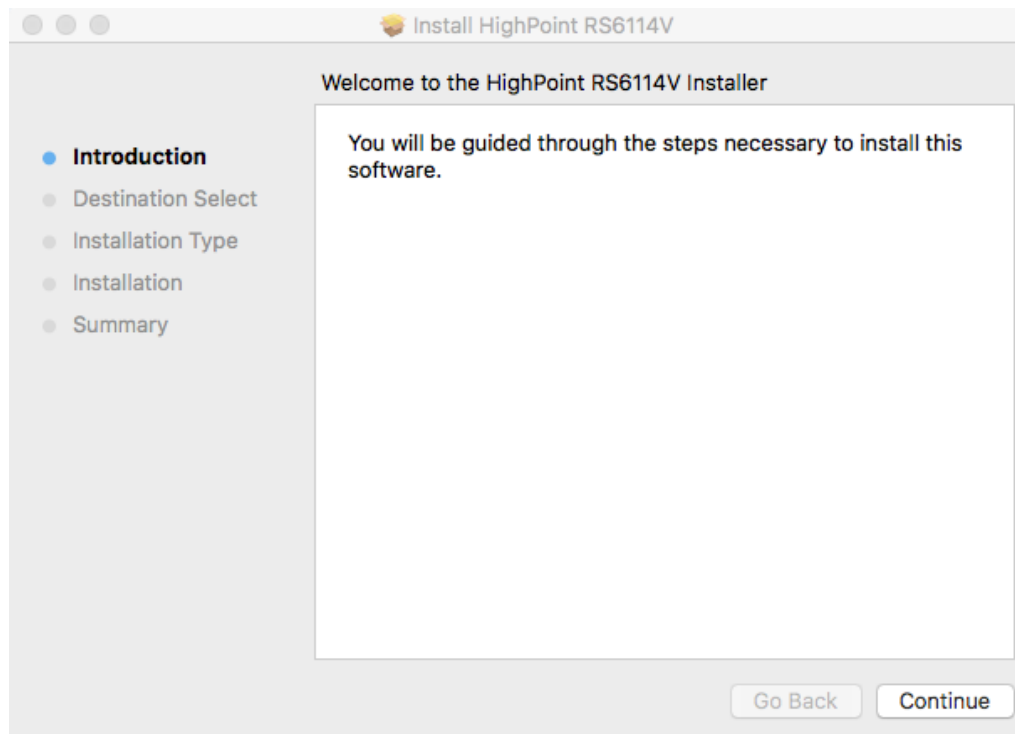 Install HighPoint RS6114V
Welcome to the HighPoint RS6114V Installer
Introduction
Destination Select
Installation Type
Installation
Summary
You will be guided through the steps necessary to install this
software.
Go Back
Continue